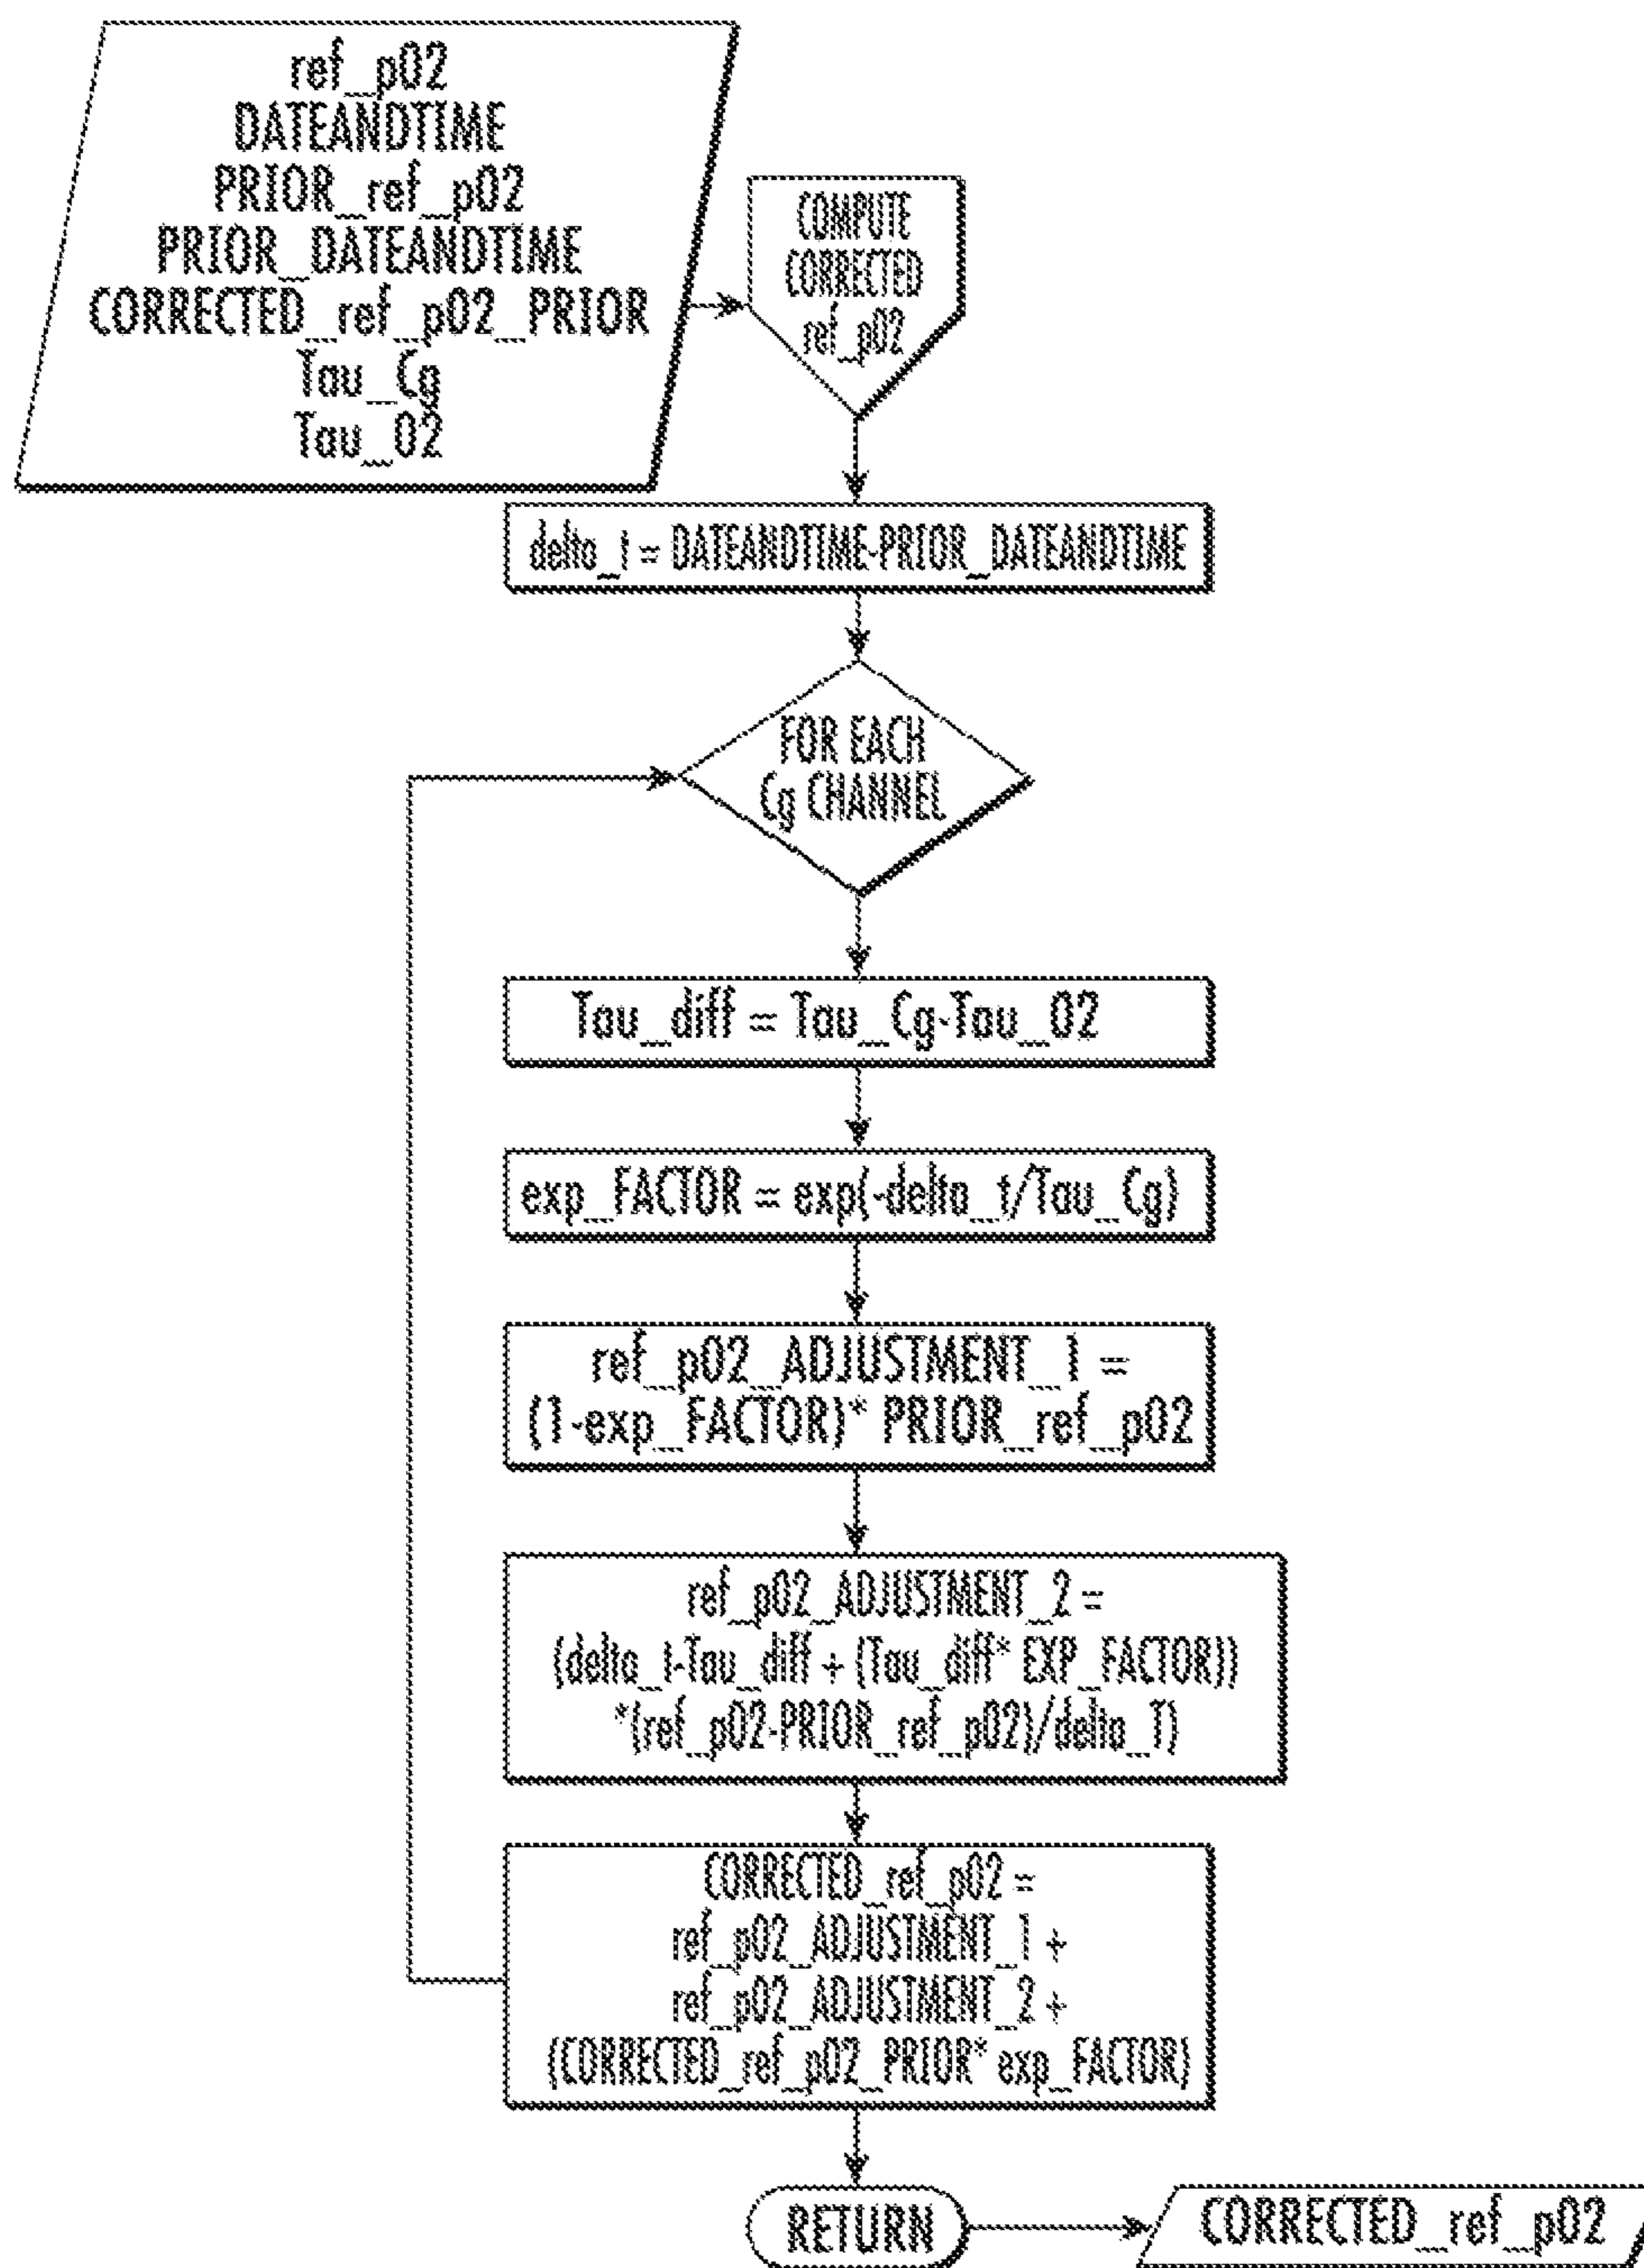 ref_p02
DATEANDTIME
PRIOR_ref_p02
PRIOR_DATEANDTIME
CORRECTED_ref_p02_PRIOR
Tau_Cg
Tau_02
COMPUTE
CORRECTED
ref_p02
delta_t = DATEANDTIME-PRIOR_DATEANDTIME
FOR EACH
Cg CHANNEL
Tau_diff = Tau_Cg-Tau_02
exp_FACTOR = exp(-delta_t/Tau_Cg)
ref_p02_ADJUSTMENT_1 =
(1-exp_FACTOR)* PRIOR_ref_p02
ref_p02_ADJUSTMENT_2 =
(delta_t-Tau_diff + (Tau_diff* EXP_FACTOR))
*(ref_p02-PRIOR_ref_p02)/delta_T)
CORRECTED_ref_p02 =
ref_p02_ADJUSTMENT_1 +
ref_p02_ADJUSTMENT_2 +
(CORRECTED_ref_p02_PRIOR* exp_FACTOR)
RETURN
CORRECTED_ref_p02